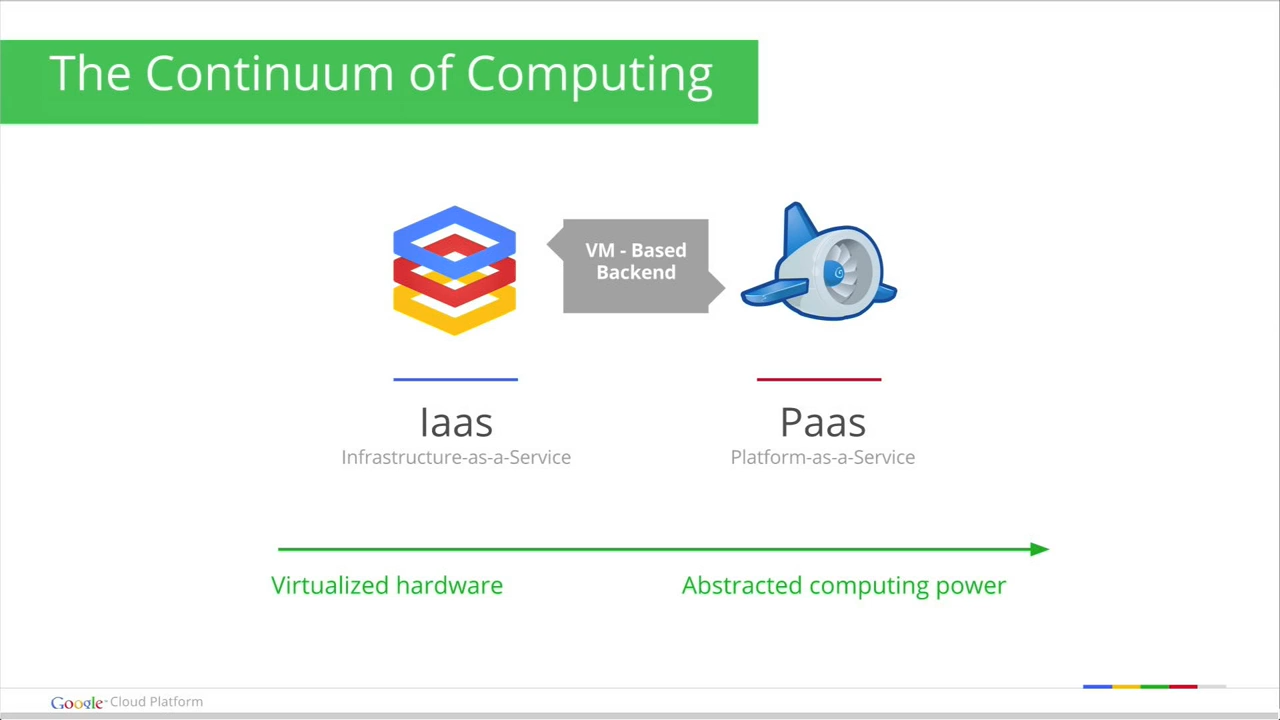 The Continuum of Computing
VM - Based
Backend
Iaas
Infrastructure-as-a-Service
Paas
Platform-as-a-Service
Virtualized hardware
Abstracted computing power
Google Cloud Platform